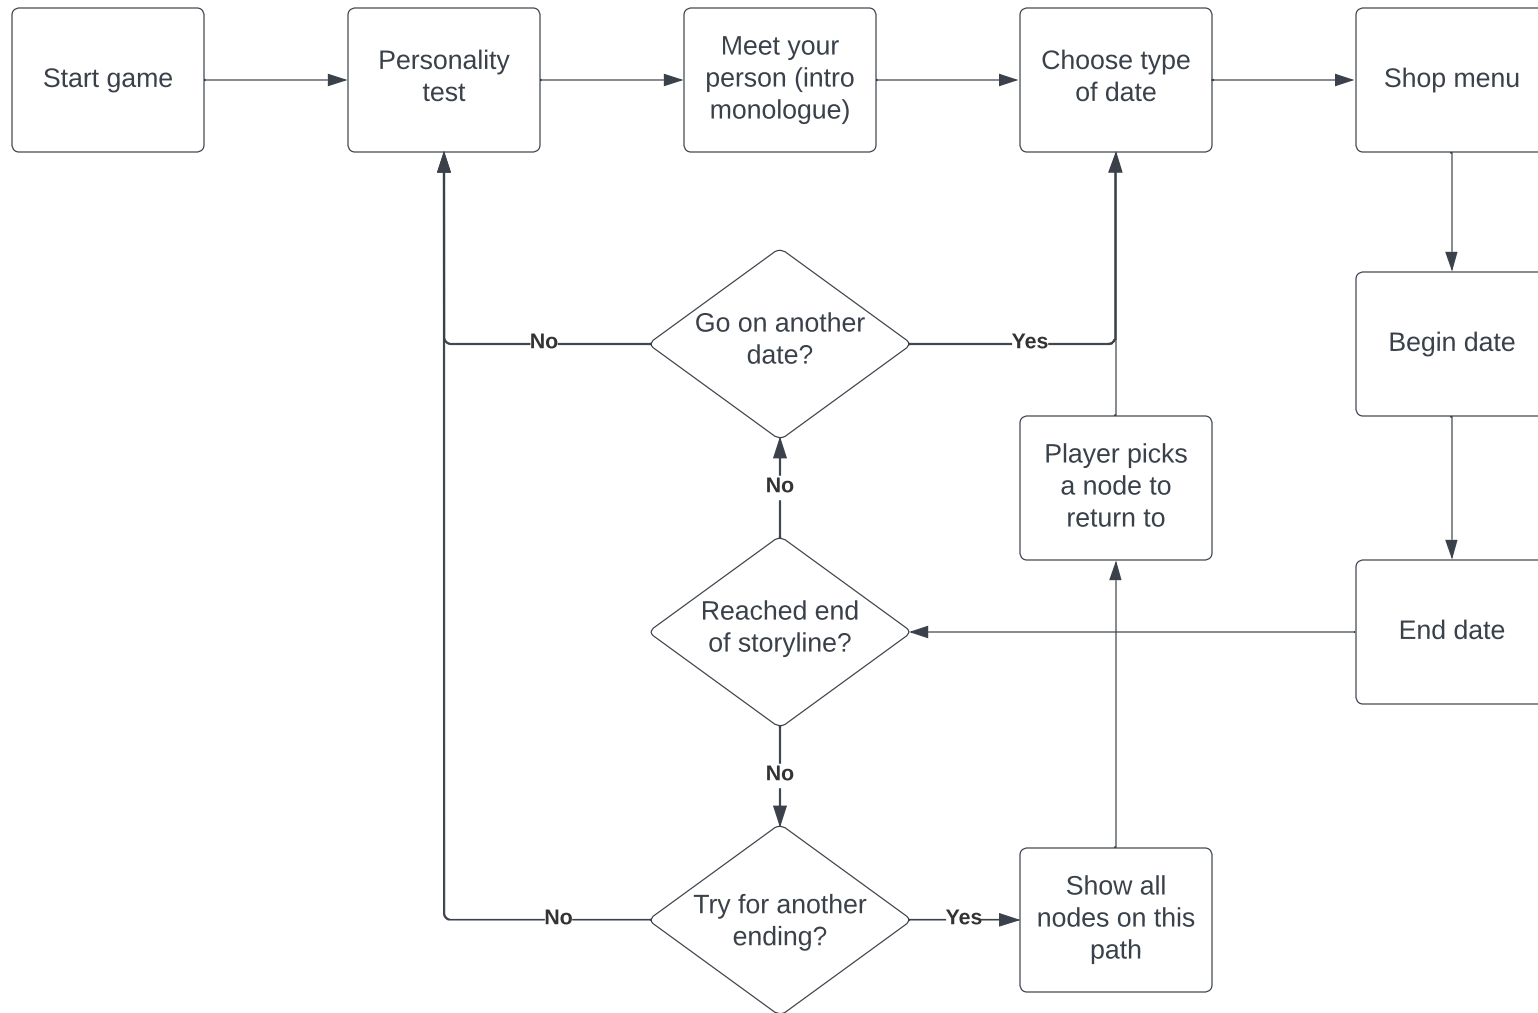 Start game
Personality
test
Meet your
person (intro
monologue)
Choose type
of date
Shop menu
Go on another
date?
No
Yes
Begin date
No
Player picks
a node to
return to
Reached end
of storyline?
End date
No
Try for another
ending?
No
Yes
Show all
nodes on this
path